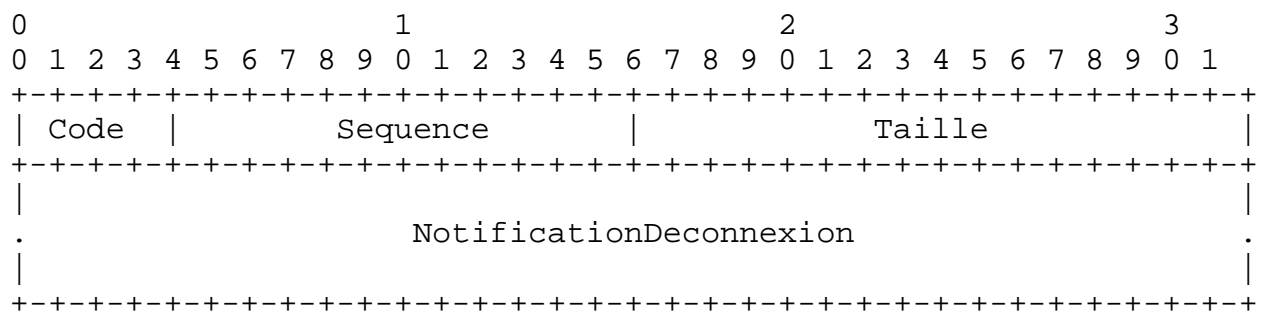 0                   1                   2                   3
0 1 2 3 4 5 6 7 8 9 0 1 2 3 4 5 6 7 8 9 0 1 2 3 4 5 6 7 8 9 0 1
+-+-+-+-+-+-+-+-+-+-+-+-+-+-+-+-+-+-+-+-+-+-+-+-+-+-+-+-+-+-+-+-+
| Code  |        Sequence       |            Taille             |
+-+-+-+-+-+-+-+-+-+-+-+-+-+-+-+-+-+-+-+-+-+-+-+-+-+-+-+-+-+-+-+-+
|                                                               |
.                    NotificationDeconnexion                    .
|                                                               |
+-+-+-+-+-+-+-+-+-+-+-+-+-+-+-+-+-+-+-+-+-+-+-+-+-+-+-+-+-+-+-+-+